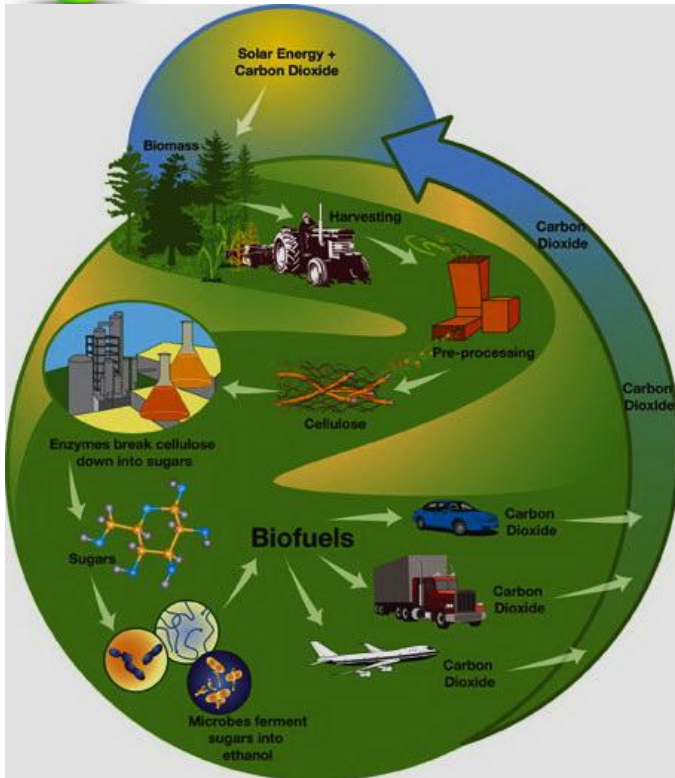 Solar Energy +
Carbon Dioxide
Biomass
Harvesting
Carbon
Dioxide
Pre-processing
Carbon
Dioxide
Cellulose
Enzymes break cellulose
down into sugars
Sugars
Biofuels
Carbon
Dioxide
Carbon
Dioxide
Carbon
Dioxide
Microbes ferment
sugars into
ethanol